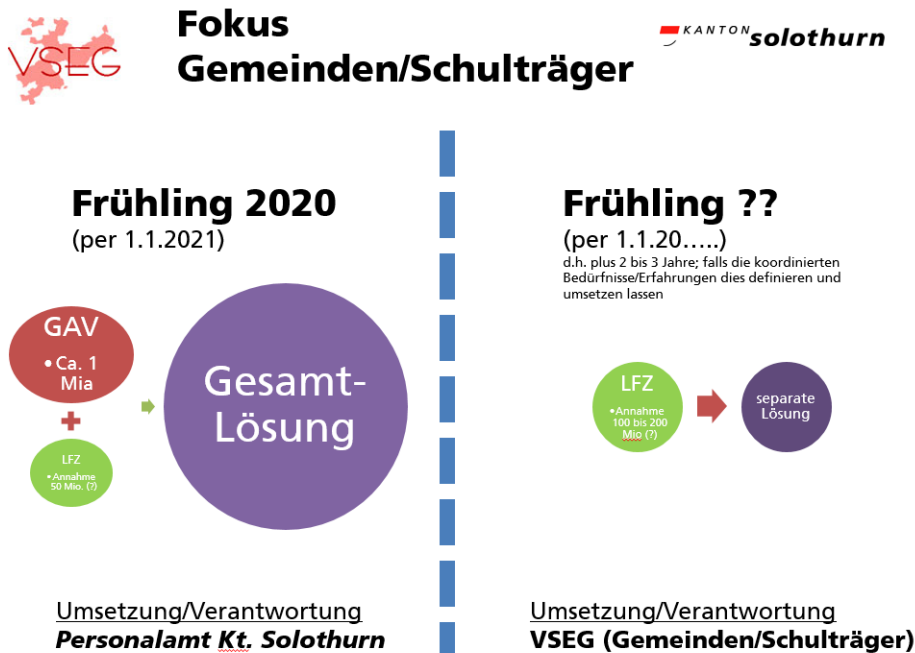 VSEG
Fokus
Gemeinden/Schulträger
KANTON solothurn
Frühling 2020
(per 1.1.2021)
GAV
• Ca. 1
Mia
LFZ
• Annahme
50 Mio. (?)
Gesamt-
Lösung
Umsetzung/Verantwortung
Personalamt Kt. Solothurn
Frühling ??
(per 1.1.20…..)
d.h. plus 2 bis 3 Jahre; falls die koordinierten
Bedürfnisse/Erfahrungen dies definieren und
umsetzen lassen
LFZ
•Annahme
100 bis 200
Mio (?)
separate
Lösung
Umsetzung/Verantwortung
VSEG (Gemeinden/Schulträger)